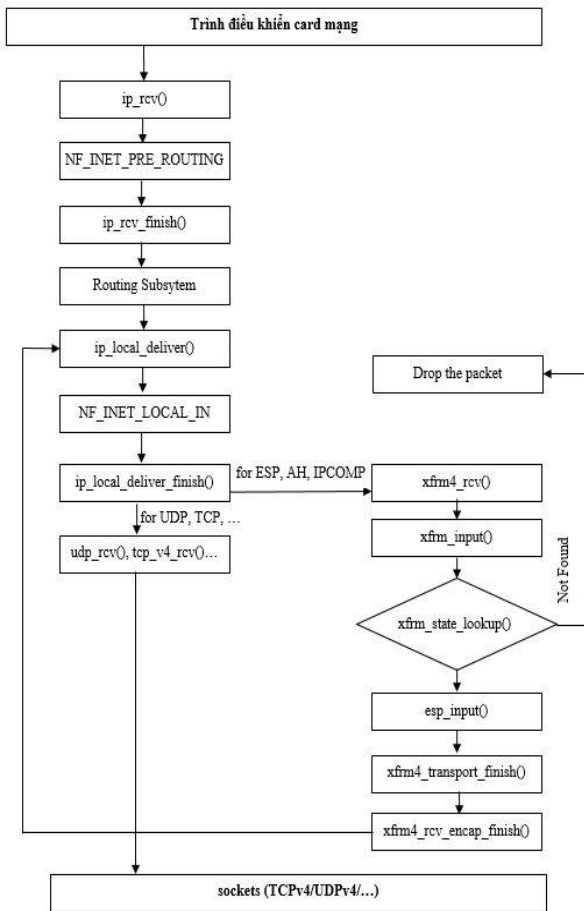 Trình điều khiển card mạng
ip_rcv()
NF_INET_PRE_ROUTING
ip_rcv_finish()
Routing Subsytem
ip_local_deliver()
Drop the packet
NF_INET_LOCAL_IN
ip_local_deliver_finish()
for ESP, AH, IPCOMP
xfrm4_rcv()
for UDP, TCP, …
udp_rcv(), tcp_v4_rcv()…
xfrm_input()
Not Found
xfrm_state_lookup()
esp_input()
xfrm4_transport_finish()
xfrm4_rcv_encap_finish()
sockets (TCPv4/UDPv4/…)